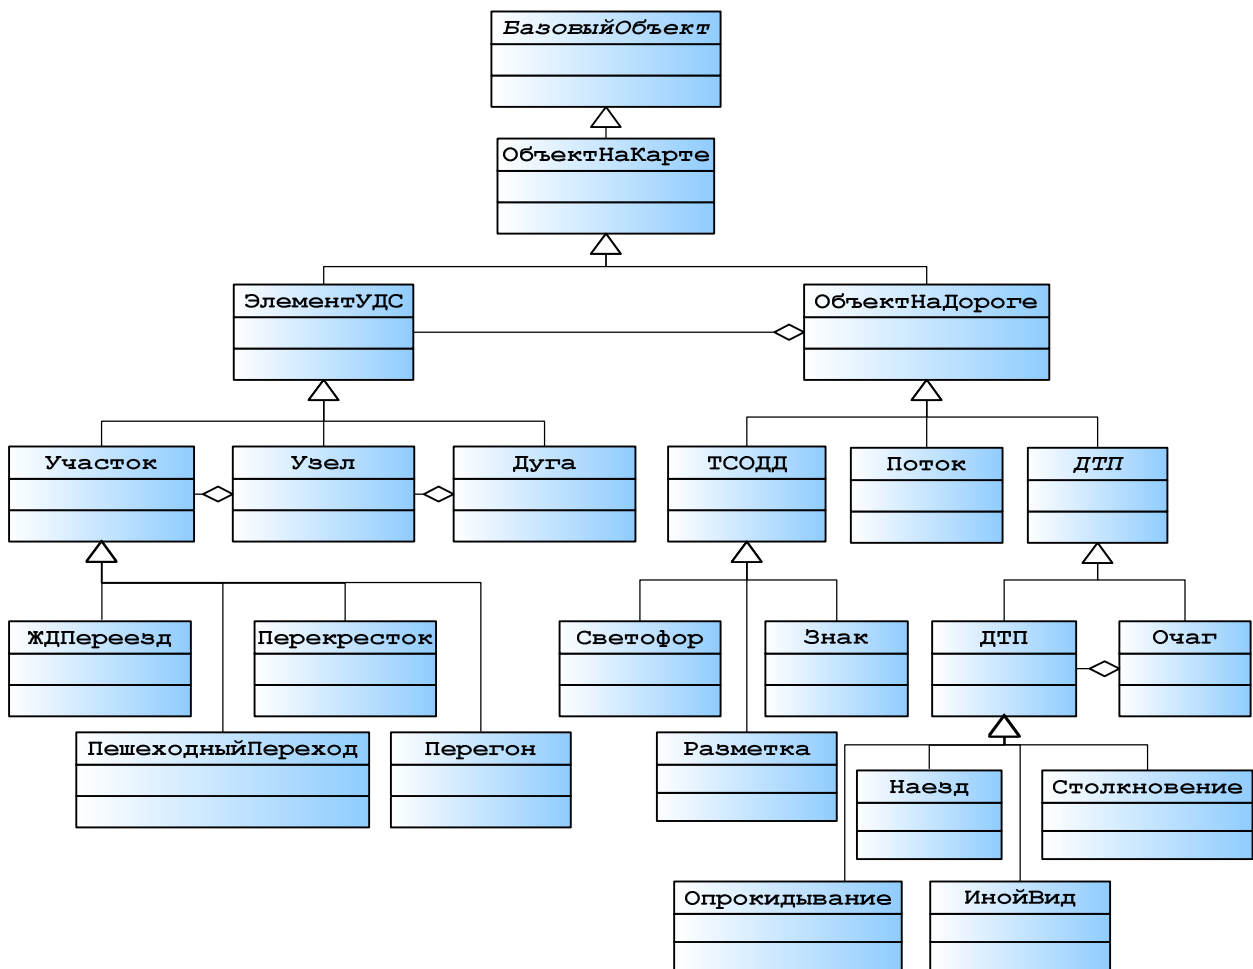 БазовыйОбъект
ОбъектНаКарте
ЭлементУДС
ОбъектНаДороге
Участок
Узел
Дуга
ТСОДД
Поток
ДТП
ЖДПереезд
Перекресток
Светофор
Знак
ДТП
Очаг
ПешеходныйПереход
Перегон
Разметка
Наезд
Столкновение
Опрокидывание
ИнойВид